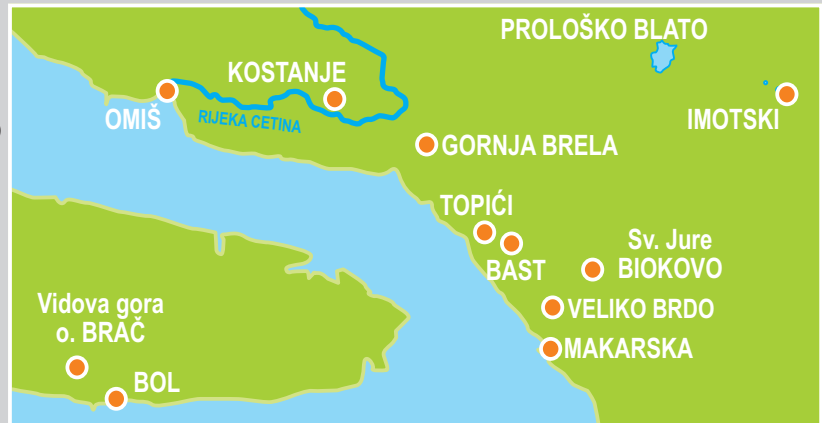 PROLOŠKO BLATO
KOSTANJE
OMIŠ
RIJEKA CETINA
IMOTSKI
GORNJA BRELA
TOPIĆI
BAST
Sv. Jure
BIOKOVO
Vidova gora
o. BRAČ
VELIKO BRDO
MAKARSKA
BOL